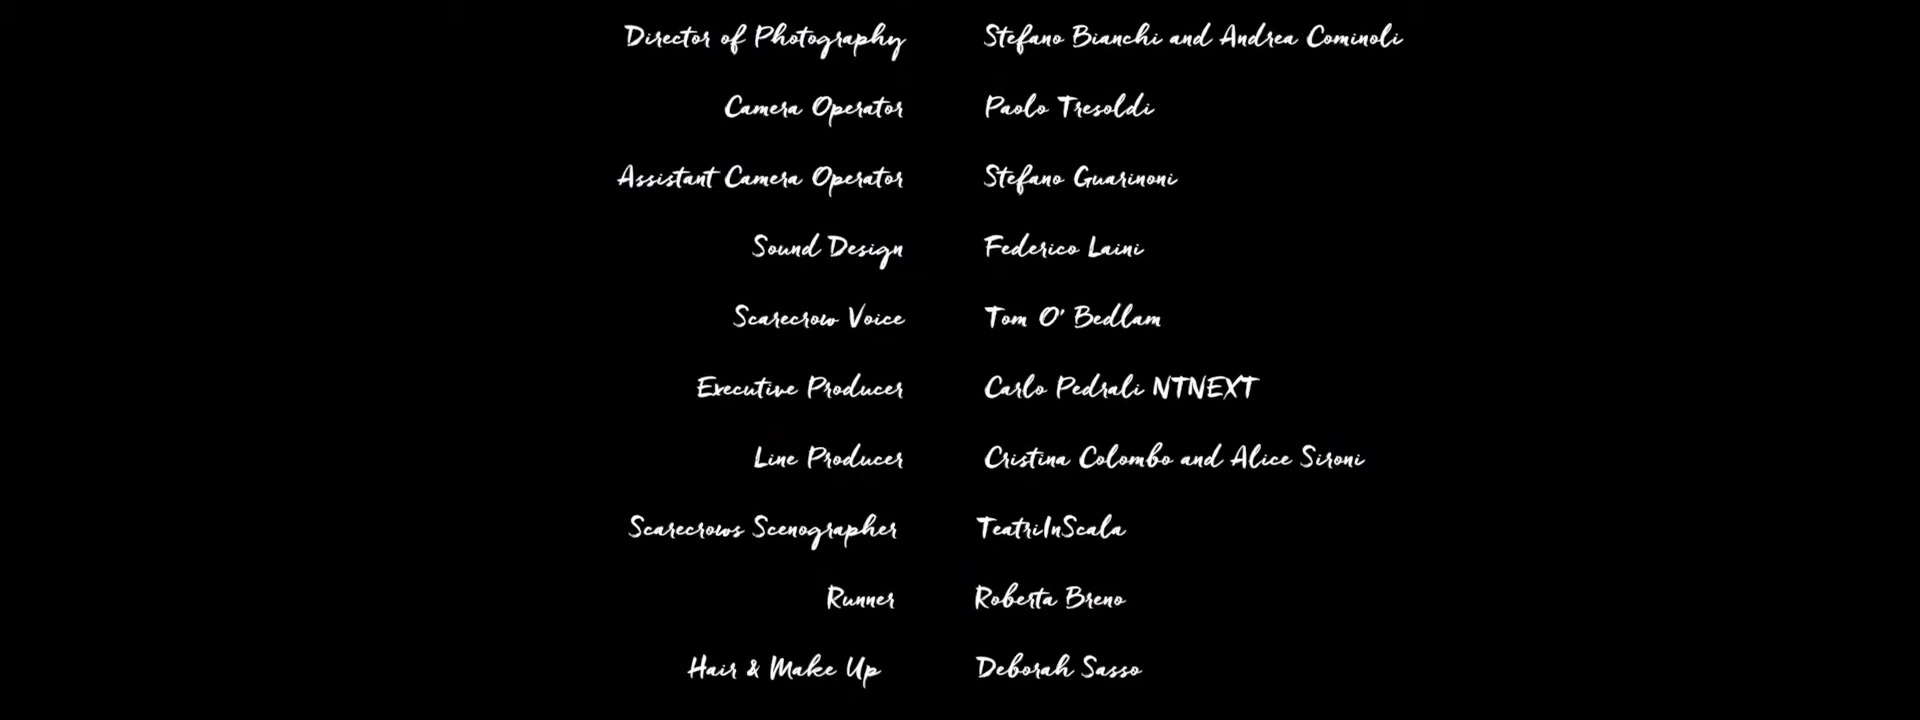 Director of Photography Stefano Bianchi and Andrea Cominoli
Camera Operator Paolo Tresoldi
Assistant Camera Operator Stefano Guarinoni
Sound Design Federico Laini
Scarecrow Voice Tom O' Bedlam
Executive Producer Carlo Pedrali NTNEXT
Line Producer Cristina Colombo and Alice Sironi
Scarecrows Scenographer TeatriInScala
Runner Roberta Breno
Hair & Make Up Deborah Sasso